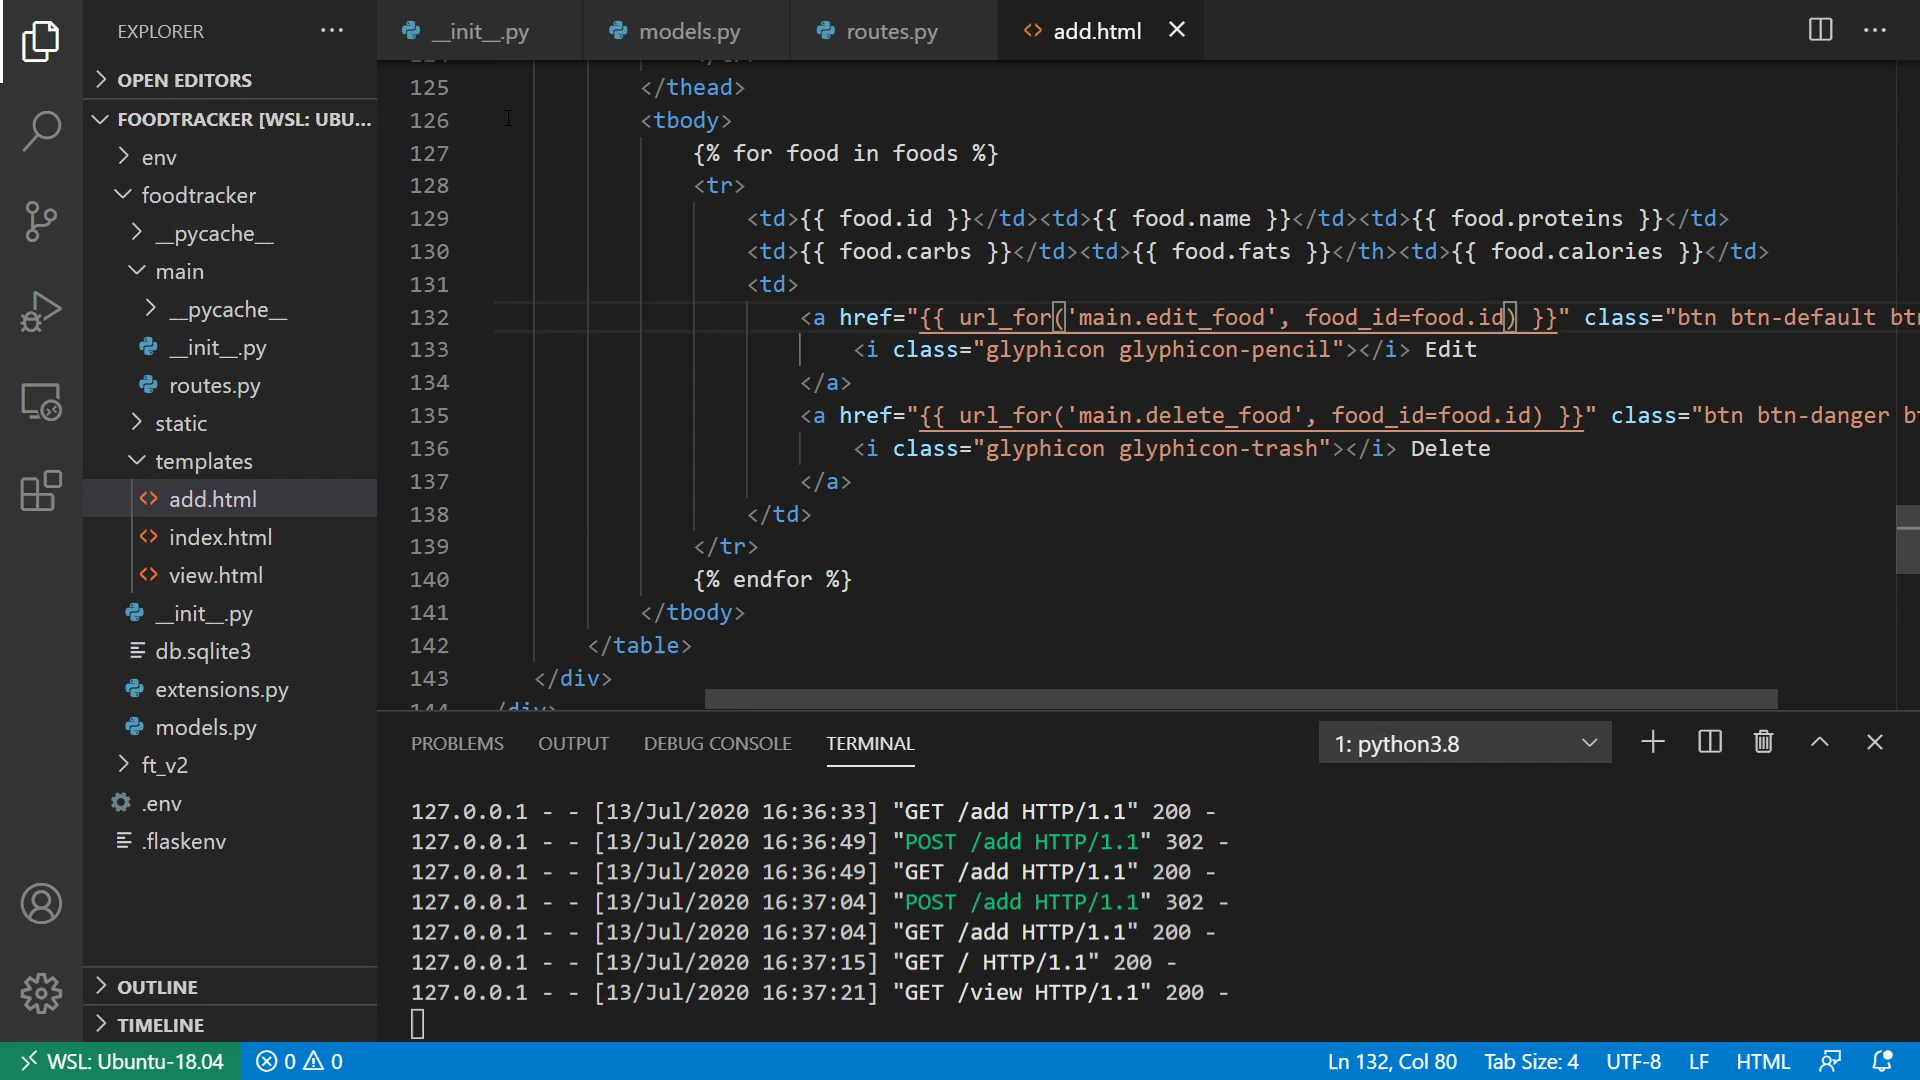 EXPLORER
OPEN EDITORS
FOODTRACKER [WSL: UBU...
env
foodtracker
__pycache__
main
__pycache__
__init__.py
routes.py
static
templates
add.html
index.html
view.html
__init__.py
db.sqlite3
extensions.py
models.py
ft_v2
.env
.flaskenv
OUTLINE
TIMELINE
__init__.py models.py routes.py add.html
125 </thead>
126 <tbody>
127 {% for food in foods %}
128 <tr>
129 <td>{{ food.id }}</td><td>{{ food.name }}</td><td>{{ food.proteins }}</td>
130 <td>{{ food.carbs }}</td><td>{{ food.fats }}</th><td>{{ food.calories }}</td>
131 <td>
132 <a href="{{ url_for('main.edit_food', food_id=food.id) }}" class="btn btn-default bt
133 <i class="glyphicon glyphicon-pencil"></i> Edit
134 </a>
135 <a href="{{ url_for('main.delete_food', food_id=food.id) }}" class="btn btn-danger b
136 <i class="glyphicon glyphicon-trash"></i> Delete
137 </a>
138 </td>
139 </tr>
140 {% endfor %}
141 </tbody>
142 </table>
143 </div>
144 /div>
PROBLEMS OUTPUT DEBUG CONSOLE TERMINAL 1: python3.8
127.0.0.1 - - [13/Jul/2020 16:36:33] "GET /add HTTP/1.1" 200 -
127.0.0.1 - - [13/Jul/2020 16:36:49] "POST /add HTTP/1.1" 302 -
127.0.0.1 - - [13/Jul/2020 16:36:49] "GET /add HTTP/1.1" 200 -
127.0.0.1 - - [13/Jul/2020 16:37:04] "POST /add HTTP/1.1" 302 -
127.0.0.1 - - [13/Jul/2020 16:37:04] "GET /add HTTP/1.1" 200 -
127.0.0.1 - - [13/Jul/2020 16:37:15] "GET / HTTP/1.1" 200 -
127.0.0.1 - - [13/Jul/2020 16:37:21] "GET /view HTTP/1.1" 200 -
WSL: Ubuntu-18.04 0 0 Ln 132, Col 80 Tab Size: 4 UTF-8 LF HTML